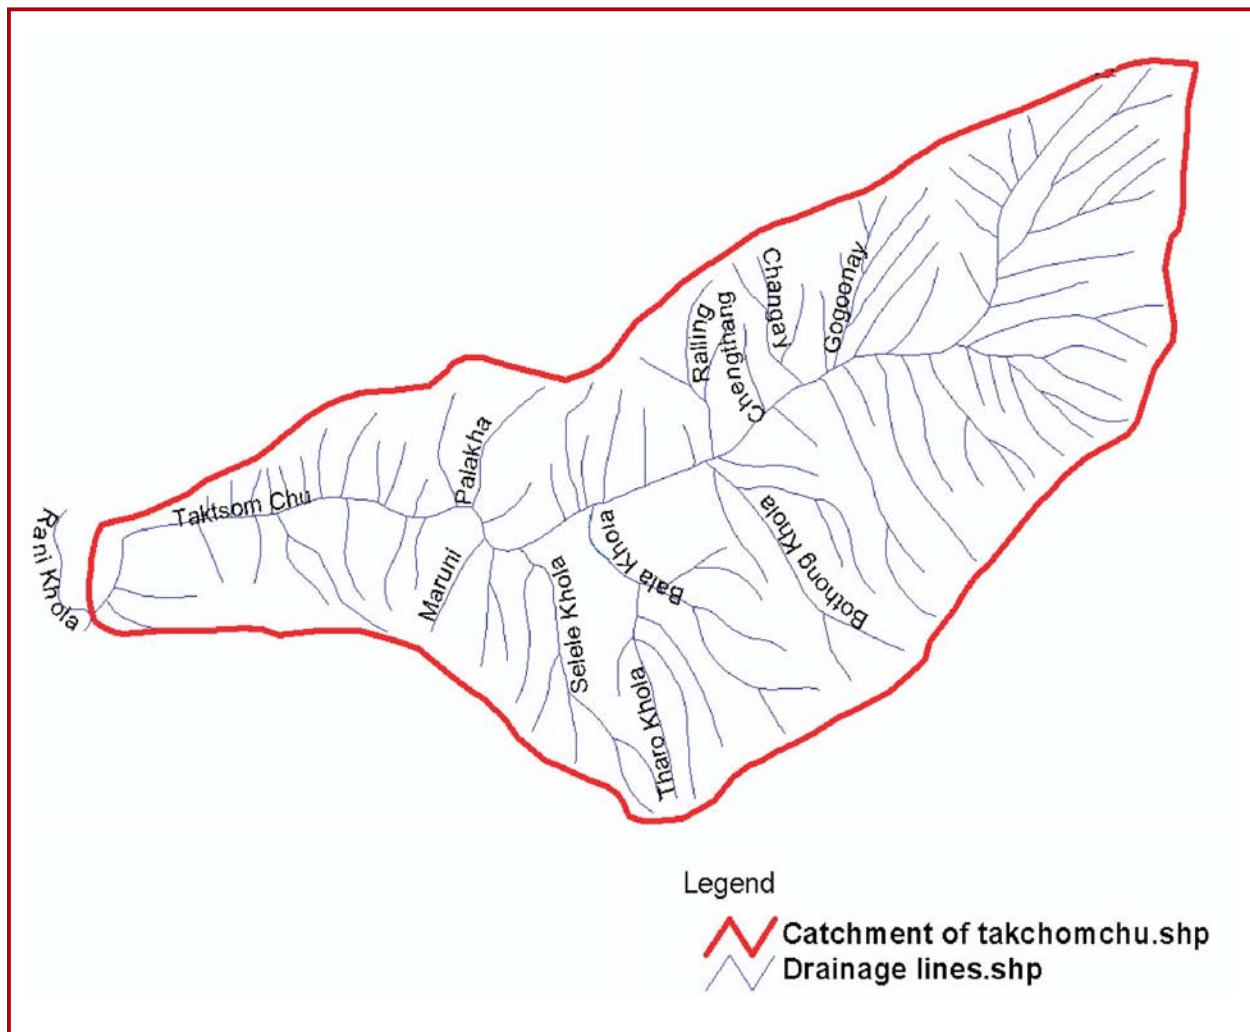 Changay
Gogoonay
Ralling
Chengthang
Palakha
Taktsom Chu
Rani Khola
Maruni
Selele Khola
Bala Khola
Bothong Khola
Tharo Khola
Legend
Catchment of takchomchu.shp
Drainage lines.shp